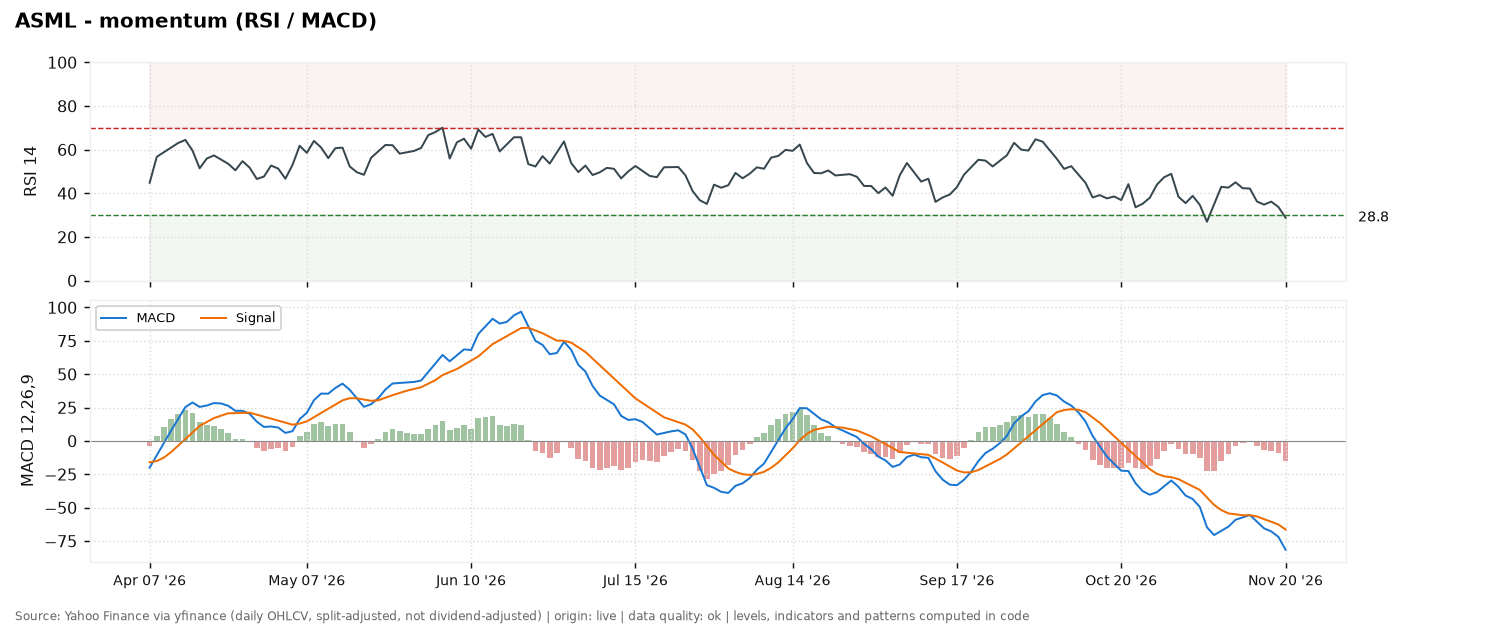 ASML - momentum (RSI / MACD)
100
80
60
40
20
0
RSI 14
28.8
MACD
Signal
100
75
50
25
0
−25
−50
−75
MACD 12,26,9
Apr 07 '26
May 07 '26
Jun 10 '26
Jul 15 '26
Aug 14 '26
Sep 17 '26
Oct 20 '26
Nov 20 '26
Source: Yahoo Finance via yfinance (daily OHLCV, split-adjusted, not dividend-adjusted) | origin: live | data quality: ok | levels, indicators and patterns computed in code